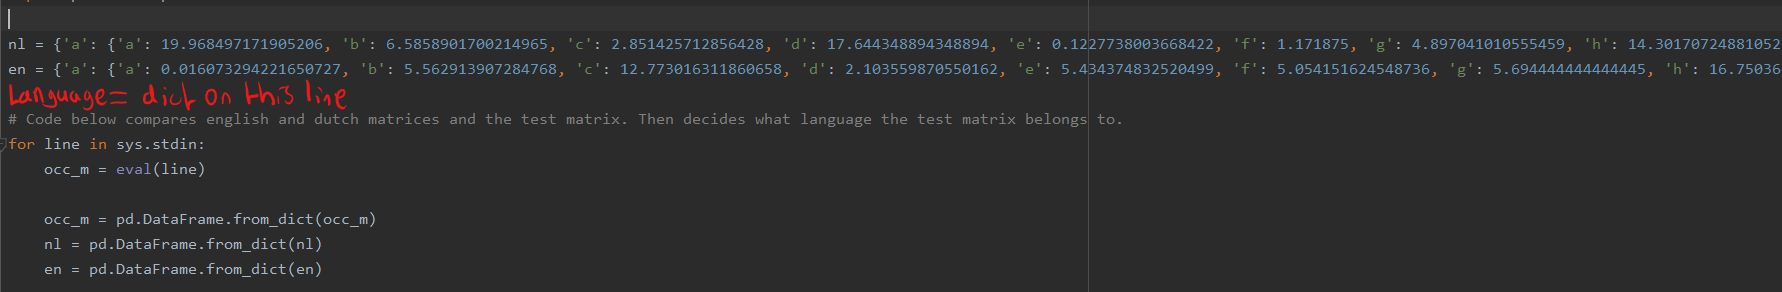 nl = {'a': {'a': 19.968497171905206, 'b': 6.5858901700214965, 'c': 2.851425712856428, 'd': 17.644348894348894, 'e': 0.1227738003668422, 'f': 1.171875, 'g': 4.897041010555459, 'h': 14.30170724881052
en = {'a': {'a': 0.016073294221650727, 'b': 5.562913907284768, 'c': 12.773016311860658, 'd': 2.103559870550162, 'e': 5.434374832520499, 'f': 5.054151624548736, 'g': 5.694444444444445, 'h': 16.75036
Language= dict on this line
# Code below compares english and dutch matrices and the test matrix. Then decides what language the test matrix belongs to.
for line in sys.stdin:
    occ_m = eval(line)
    occ_m = pd.DataFrame.from_dict(occ_m)
    nl = pd.DataFrame.from_dict(nl)
    en = pd.DataFrame.from_dict(en)